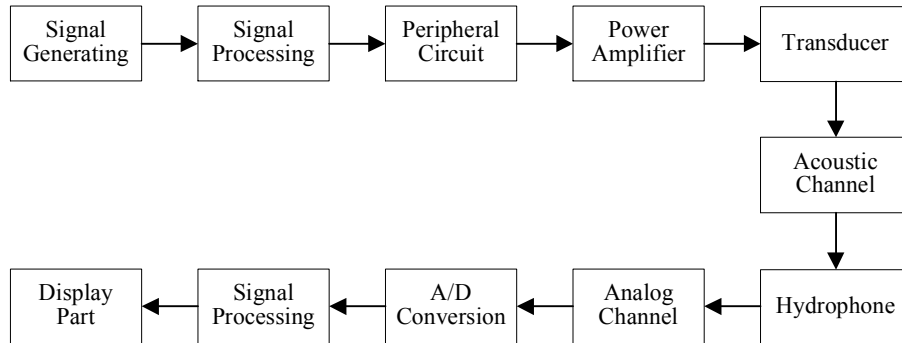 Signal
Generating
Signal
Processing
Peripheral
Circuit
Power
Amplifier
Transducer
Acoustic
Channel
Hydrophone
Analog
Channel
A/D
Conversion
Signal
Processing
Display
Part